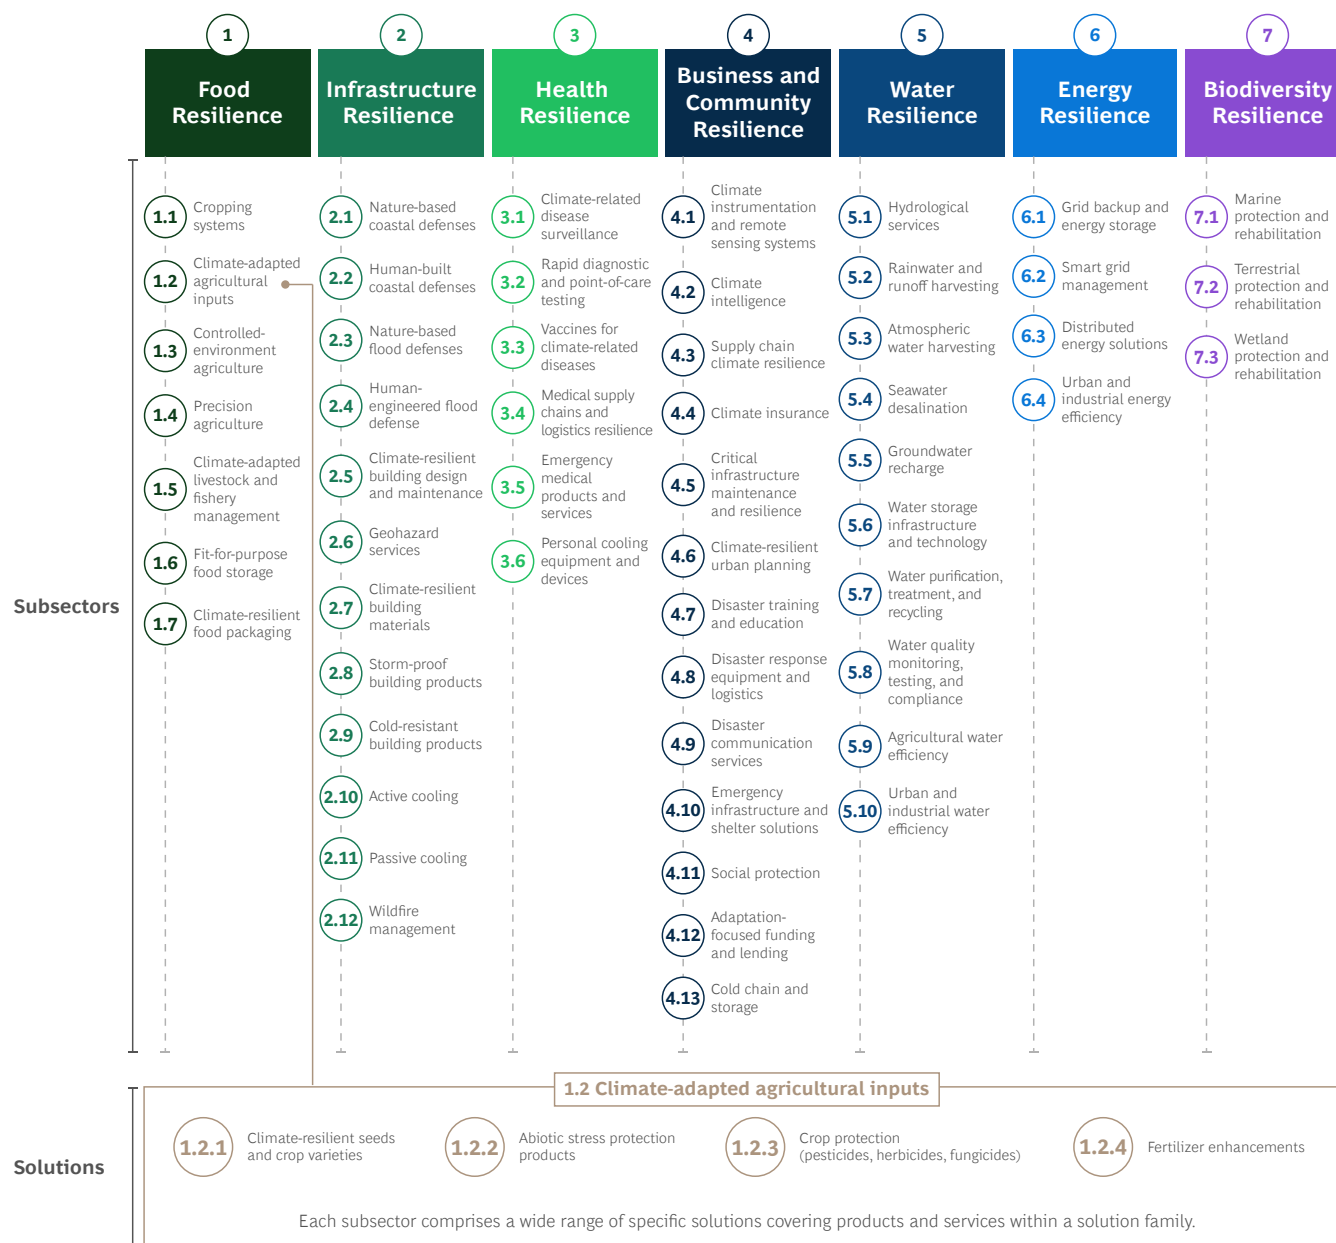 1
Food
Resilience
2
Infrastructure
Resilience
3
Health
Resilience
4
Business and
Community
Resilience
5
Water
Resilience
6
Energy
Resilience
7
Biodiversity
Resilience
Subsectors
1.1
Cropping
systems
1.2
Climate-adapted
agricultural
inputs
1.3
Controlled-
environment
agriculture
1.4
Precision
agriculture
1.5
Climate-adapted
livestock and
fishery
management
1.6
Fit-for-purpose
food storage
1.7
Climate-resilient
food packaging
2.1
Nature-based
coastal defenses
2.2
Human-built
coastal defenses
2.3
Nature-based
flood defenses
2.4
Human-
engineered flood
defense
2.5
Climate-resilient
building design
and maintenance
2.6
Geohazard
services
2.7
Climate-resilient
building
materials
2.8
Storm-proof
building products
2.9
Cold-resistant
building products
2.10
Active cooling
2.11
Passive cooling
2.12
Wildfire
management
3.1
Climate-related
disease
surveillance
3.2
Rapid diagnostic
and point-of-care
testing
3.3
Vaccines for
climate-related
diseases
3.4
Medical supply
chains and
logistics resilience
3.5
Emergency
medical
products and
services
3.6
Personal cooling
equipment and
devices
4.1
Climate
instrumentation
and remote
sensing systems
4.2
Climate
intelligence
4.3
Supply chain
climate resilience
4.4
Climate insurance
4.5
Critical
infrastructure
maintenance
and resilience
4.6
Climate-resilient
urban planning
4.7
Disaster training
and education
4.8
Disaster response
equipment and
logistics
4.9
Disaster
communication
services
4.10
Emergency
infrastructure and
shelter solutions
4.11
Social protection
4.12
Adaptation-
focused funding
and lending
4.13
Cold chain and
storage
5.1
Hydrological
services
5.2
Rainwater and
runoff harvesting
5.3
Atmospheric
water harvesting
5.4
Seawater
desalination
5.5
Groundwater
recharge
5.6
Water storage
infrastructure
and technology
5.7
Water purification,
treatment, and
recycling
5.8
Water quality
monitoring,
testing, and
compliance
5.9
Agricultural water
efficiency
5.10
Urban and
industrial water
efficiency
6.1
Grid backup and
energy storage
6.2
Smart grid
management
6.3
Distributed
energy solutions
6.4
Urban and
industrial energy
efficiency
7.1
Marine
protection and
rehabilitation
7.2
Terrestrial
protection and
rehabilitation
7.3
Wetland
protection and
rehabilitation
Solutions
1.2 Climate-adapted agricultural inputs
1.2.1
Climate-resilient seeds
and crop varieties
1.2.2
Abiotic stress protection
products
1.2.3
Crop protection
(pesticides, herbicides, fungicides)
1.2.4
Fertilizer enhancements
Each subsector comprises a wide range of specific solutions covering products and services within a solution family.